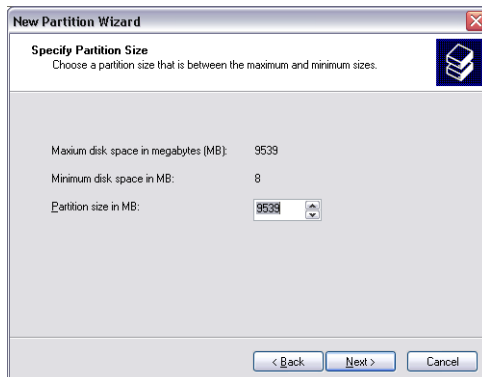 New Partition Wizard
Specify Partition Size
Choose a partition size that is between the maximum and minimum sizes.
Maxium disk space in megabytes (MB): 9539
Minimum disk space in MB: 8
Partition size in MB: 9539
< Back Next > Cancel